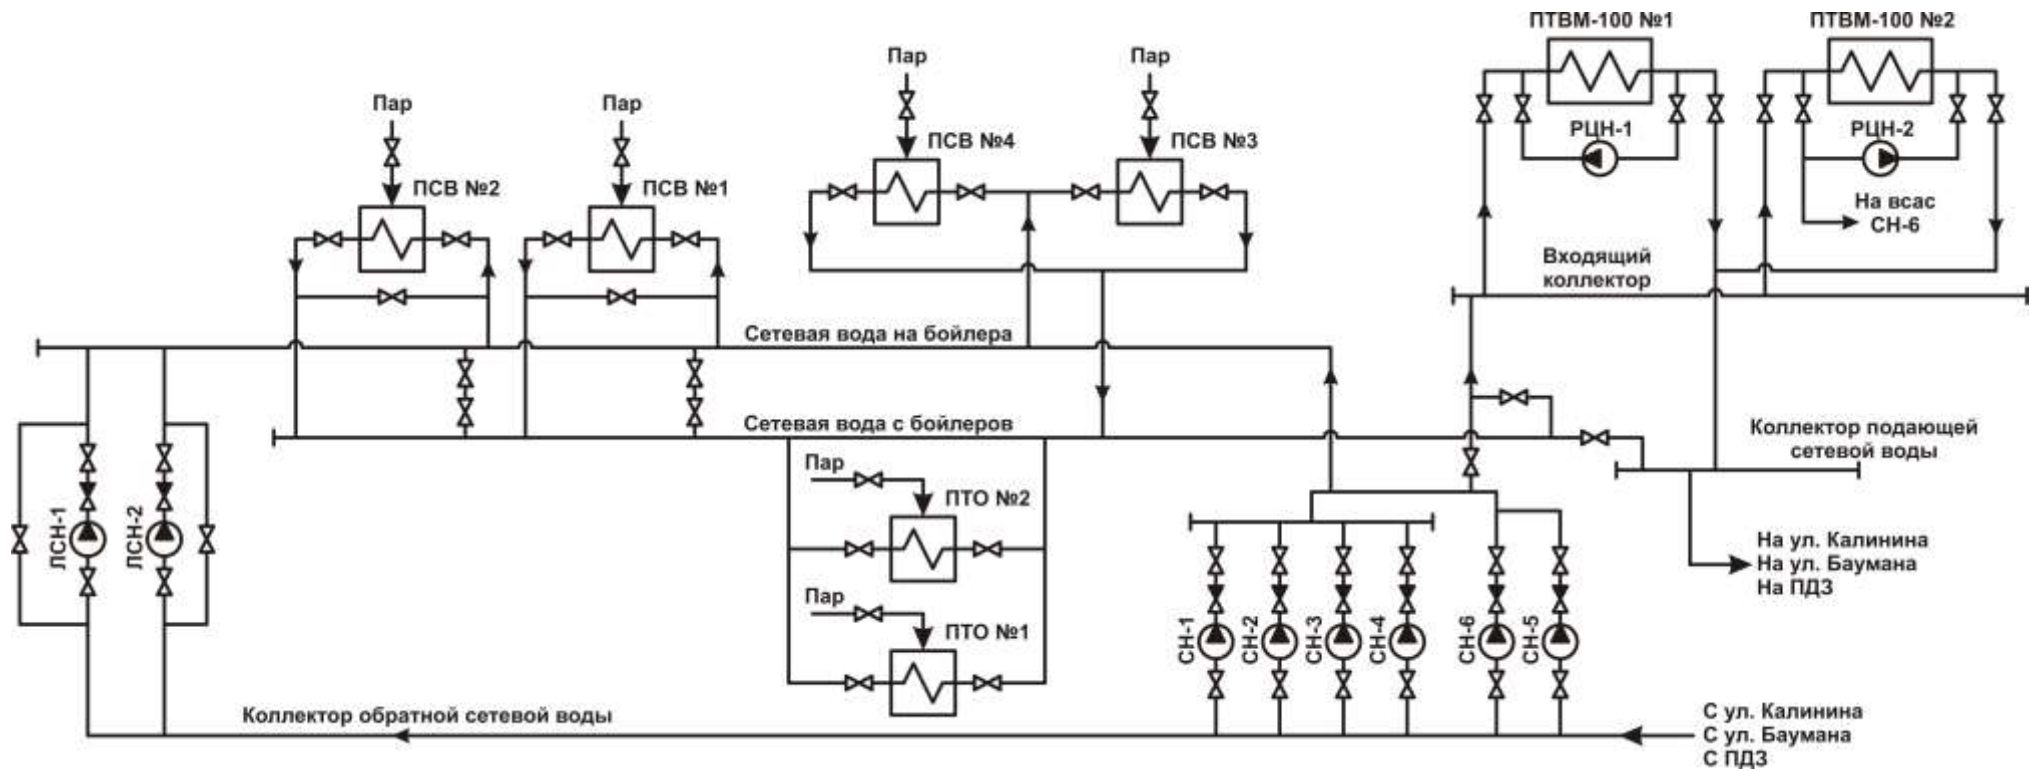 ПТВМ-100 №1
ПТВМ-100 №2
Пар
Пар
Пар
Пар
РЦН-1
РЦН-2
ПСВ №4
ПСВ №3
ПСВ №2
ПСВ №1
На всас
СН-6
Входящий
коллектор
Сетевая вода на бойлера
Сетевая вода с бойлеров
Коллектор подающей
сетевой воды
Пар
ПТО №2
ЛСН-1
ЛСН-2
На ул. Калинина
На ул. Баумана
На ПДЗ
Пар
ПТО №1
СН-1
СН-2
СН-3
СН-4
СН-6
СН-5
Коллектор обратной сетевой воды
С ул. Калинина
С ул. Баумана
С ПДЗ